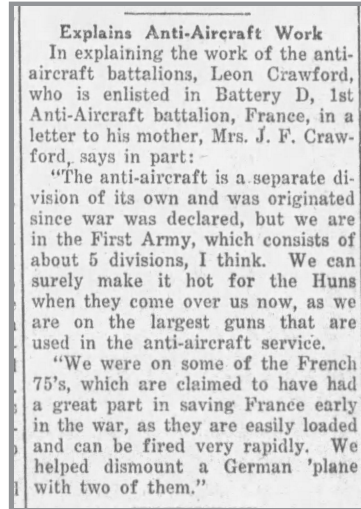 Explains Anti-Aircraft Work
In explaining the work of the anti-
aircraft battalions, Leon Crawford,
who is enlisted in Battery D, 1st
Anti-Aircraft battalion, France, in a
letter to his mother, Mrs. J. F. Craw-
ford, says in part:
"The anti-aircraft is a separate di-
vision of its own and was originated
since war was declared, but we are
in the First Army, which consists of
about 5 divisions, I think. We can
surely make it hot for the Huns
when they come over us now, as we
are on the largest guns that are
used in the anti-aircraft service.
"We were on some of the French
75's, which are claimed to have had
a great part in saving France early
in the war, as they are easily loaded
and can be fired very rapidly. We
helped dismount a German 'plane
with two of them."